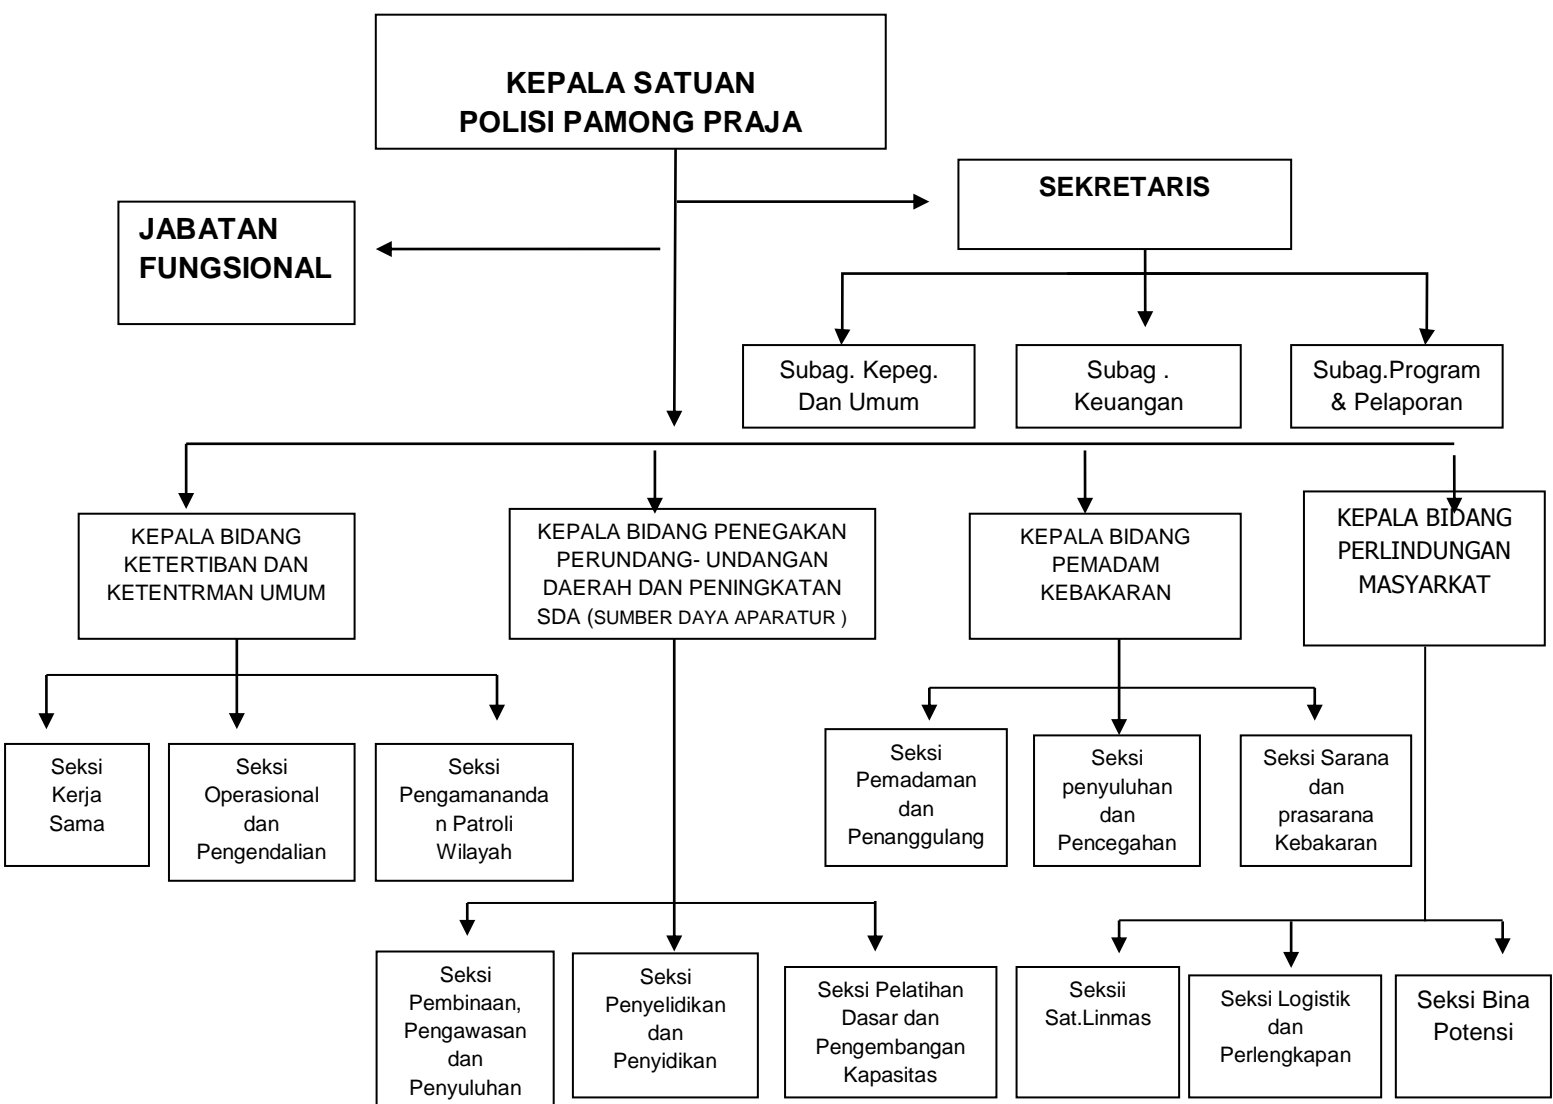 KEPALA SATUAN
POLISI PAMONG PRAJA
SEKRETARIS
JABATAN
FUNGSIONAL
Subag. Kepeg.
Dan Umum
Subag .
Keuangan
Subag.Program
& Pelaporan
KEPALA BIDANG
KETERTIBAN DAN
KETENTRMAN UMUM
KEPALA BIDANG PENEGAKAN
PERUNDANG- UNDANGAN
DAERAH DAN PENINGKATAN
SDA (SUMBER DAYA APARATUR )
KEPALA BIDANG
PEMADAM
KEBAKARAN
KEPALA BIDANG
PERLINDUNGAN
MASYARKAT
Seksi
Kerja
Sama
Seksi
Operasional
dan
Pengendalian
Seksi
Pengamananda
n Patroli
Wilayah
Seksi
Pemadaman
dan
Penanggulang
Seksi
penyuluhan
dan
Pencegahan
Seksi Sarana
dan
prasarana
Kebakaran
Seksi
Pembinaan,
Pengawasan
dan
Penyuluhan
Seksi
Penyelidikan
dan
Penyidikan
Seksi Pelatihan
Dasar dan
Pengembangan
Kapasitas
Seksii
Sat.Linmas
Seksi Logistik
dan
Perlengkapan
Seksi Bina
Potensi